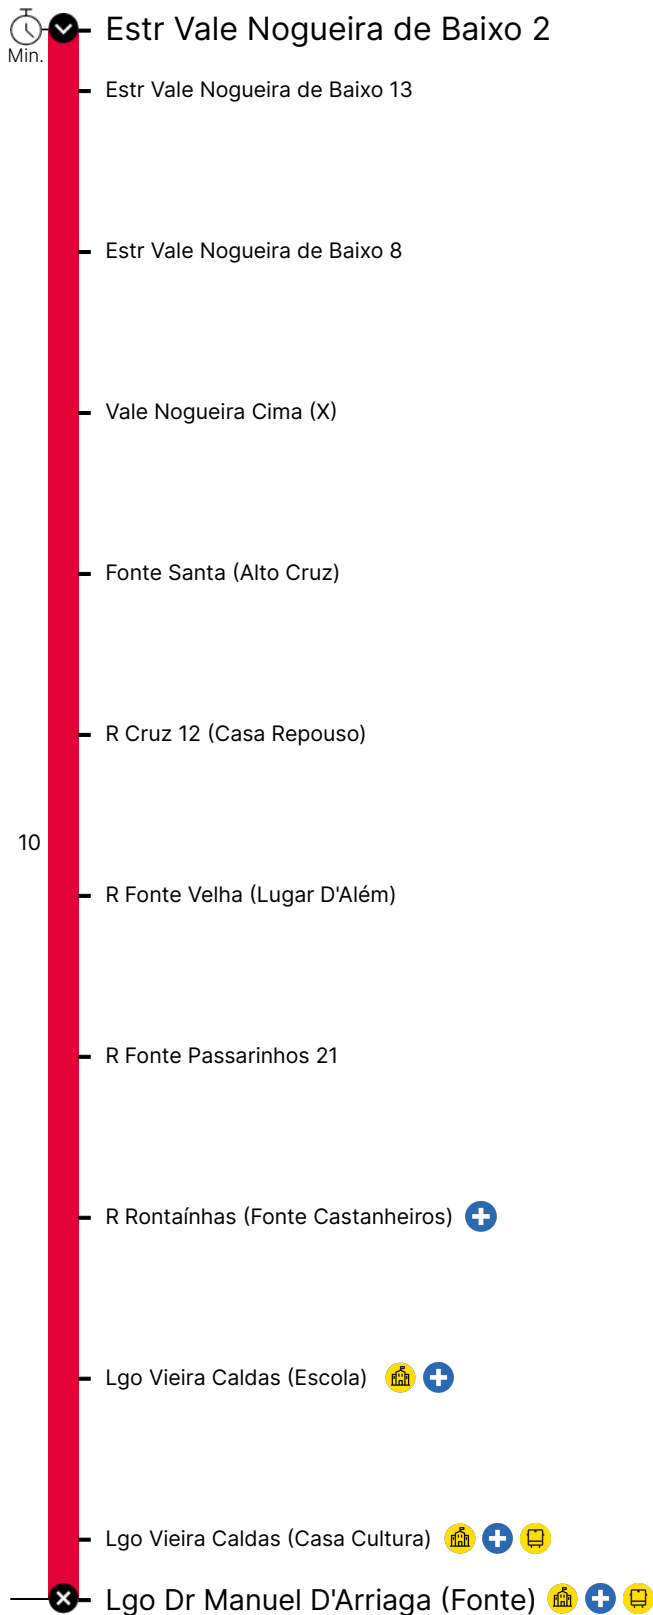 Estr Vale Nogueira de Baixo 2
Min.
Estr Vale Nogueira de Baixo 13
Estr Vale Nogueira de Baixo 8
Vale Nogueira Cima (X)
Fonte Santa (Alto Cruz)
R Cruz 12 (Casa Repouso)
10
R Fonte Velha (Lugar D'Além)
R Fonte Passarinhos 21
R Rontaínhas (Fonte Castanheiros)
Lgo Vieira Caldas (Escola)
Lgo Vieira Caldas (Casa Cultura)
Lgo Dr Manuel D'Arriaga (Fonte)